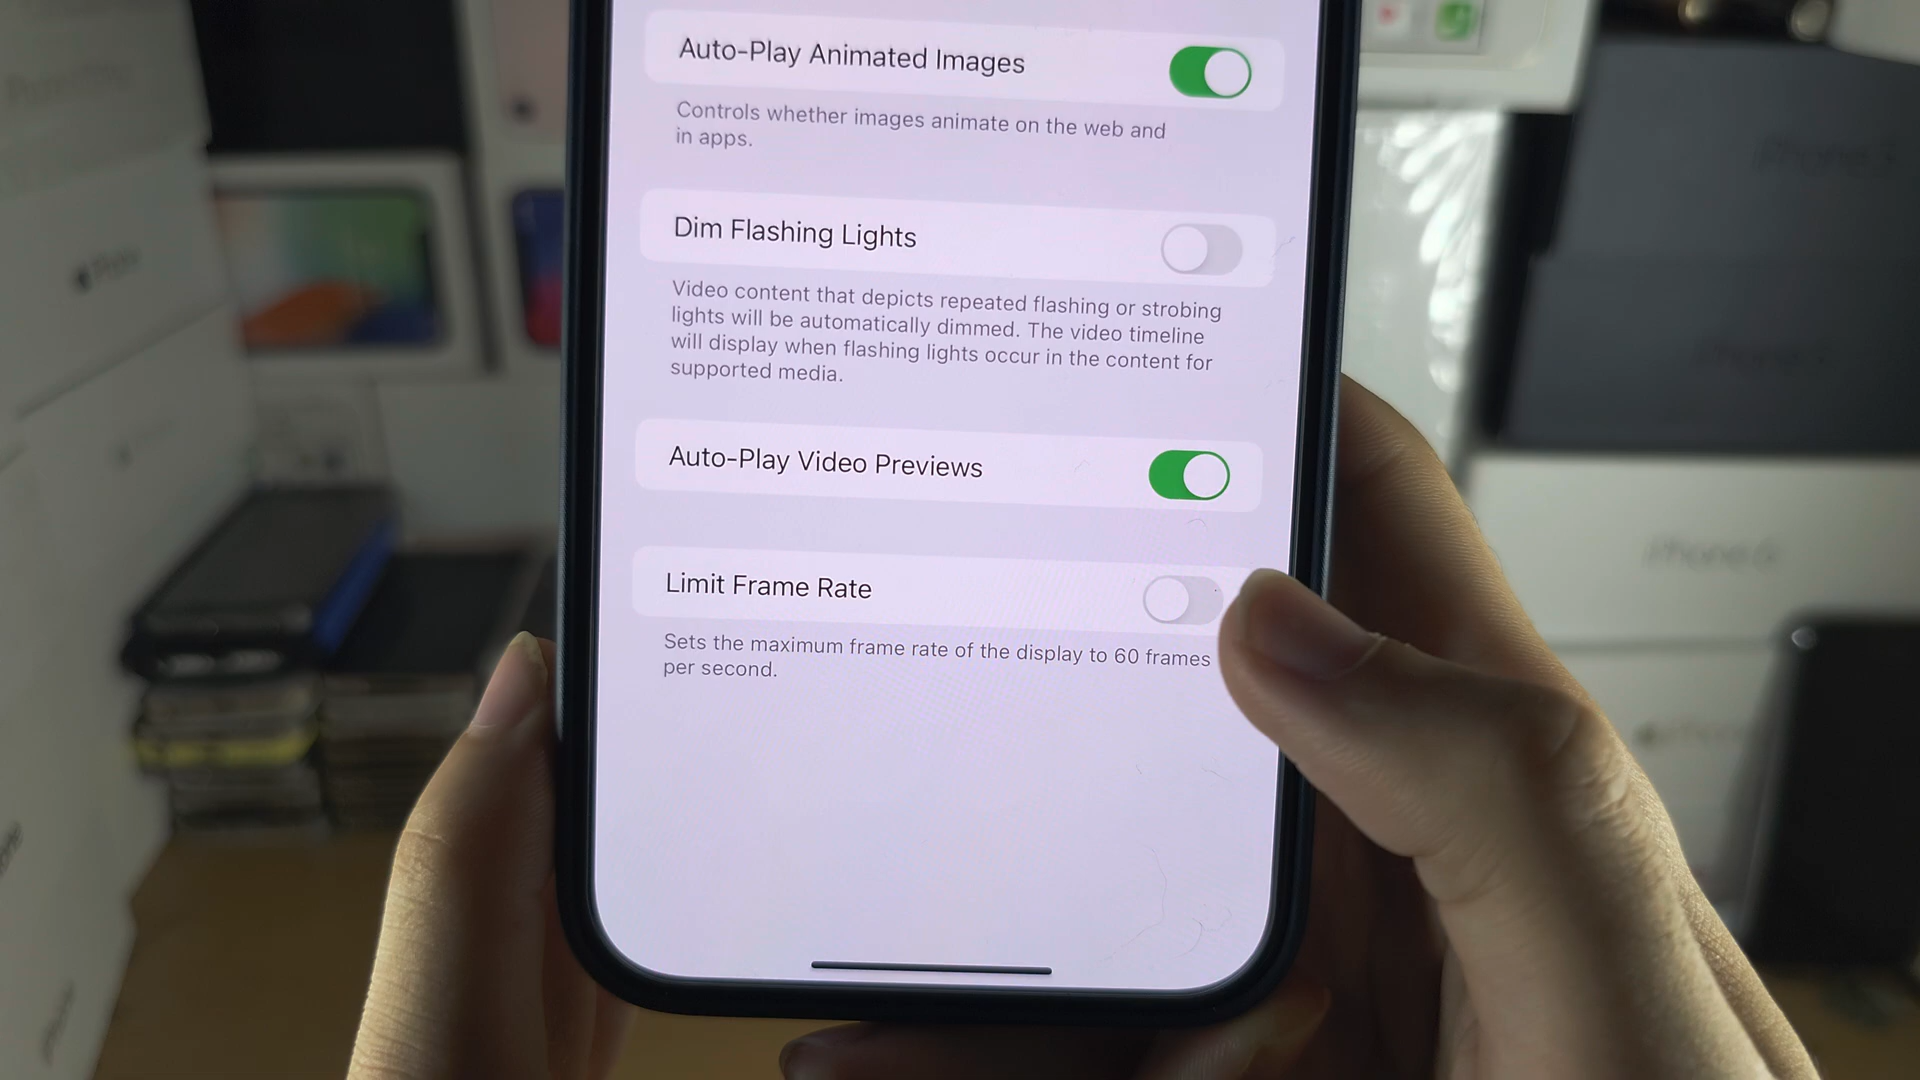 Auto-Play Animated Images
Controls whether images animate on the web and
in apps.
Dim Flashing Lights
Video content that depicts repeated flashing or strobing
lights will be automatically dimmed. The video timeline
will display when flashing lights occur in the content for
supported media.
Auto-Play Video Previews
Limit Frame Rate
Sets the maximum frame rate of the display to 60 frames
per second.